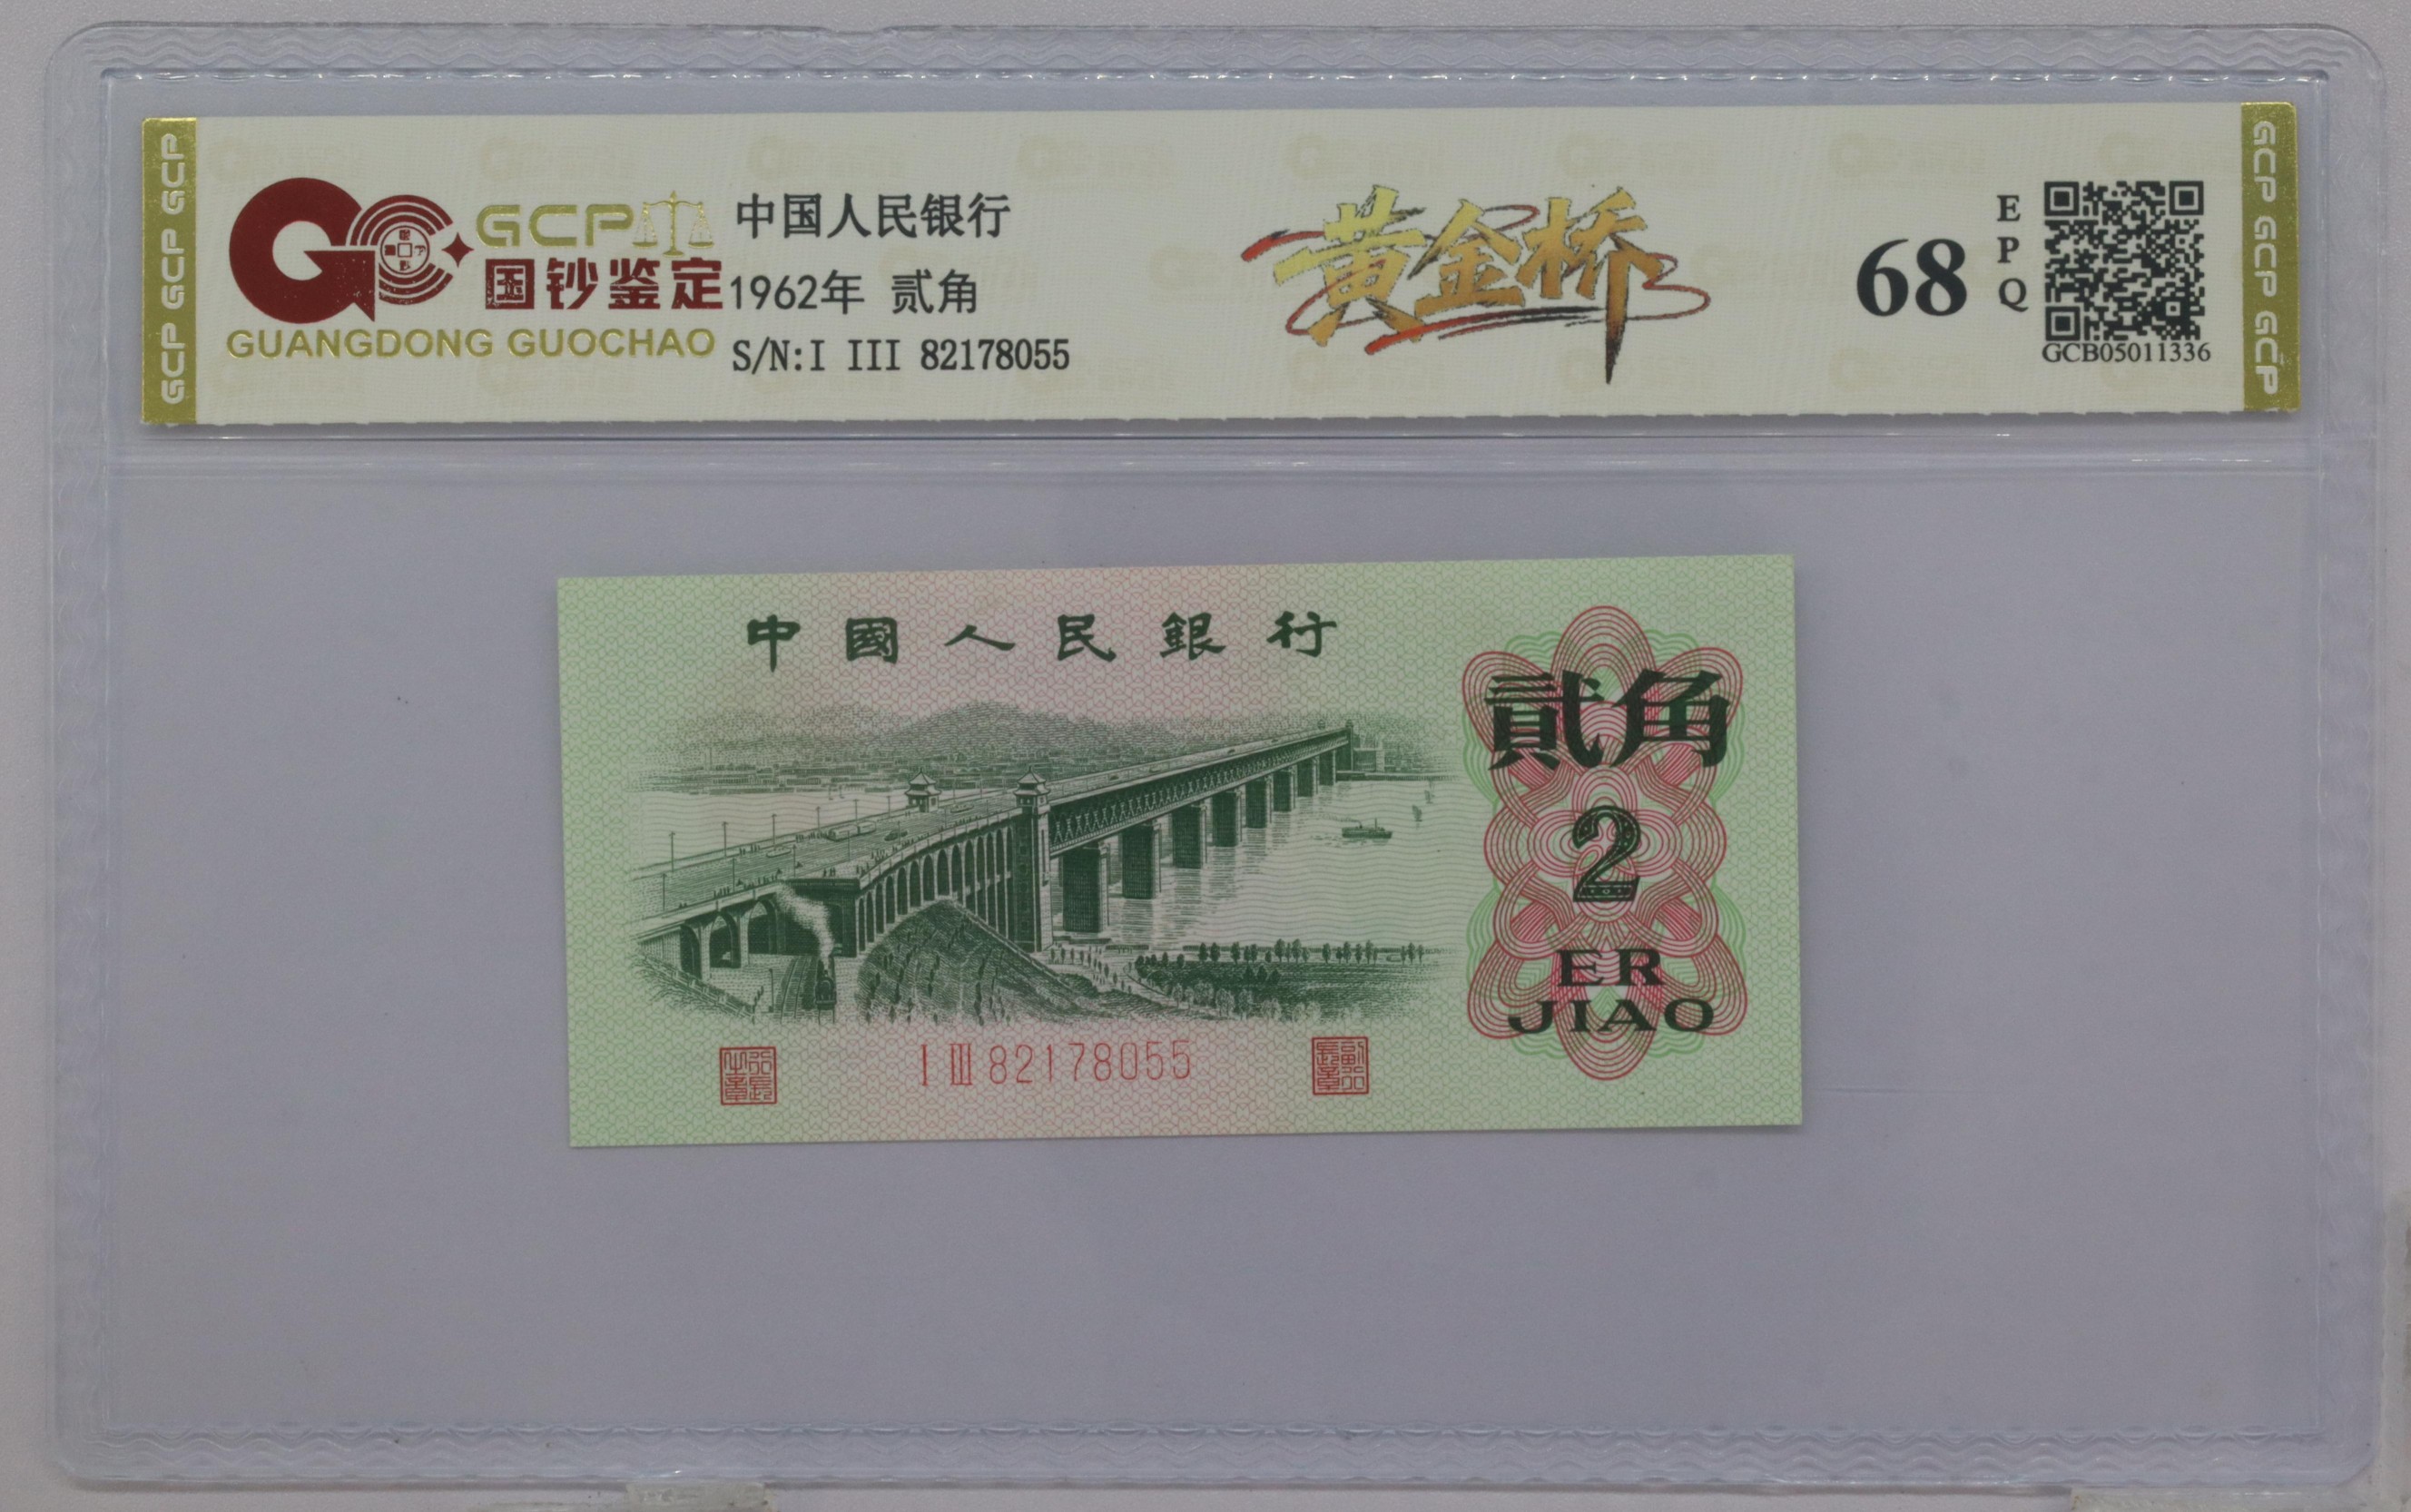 GCP GCP GCP
GCP
国钞鉴定
GUANGDONG GUOCHAO
中国人民银行
1962年 贰角
S/N:I III 82178055
黄金桥
68
EPQ
GCB05011336
GCP GCP GCP
中國人民銀行
貳角
2
ER
JIAO
I III 82178055